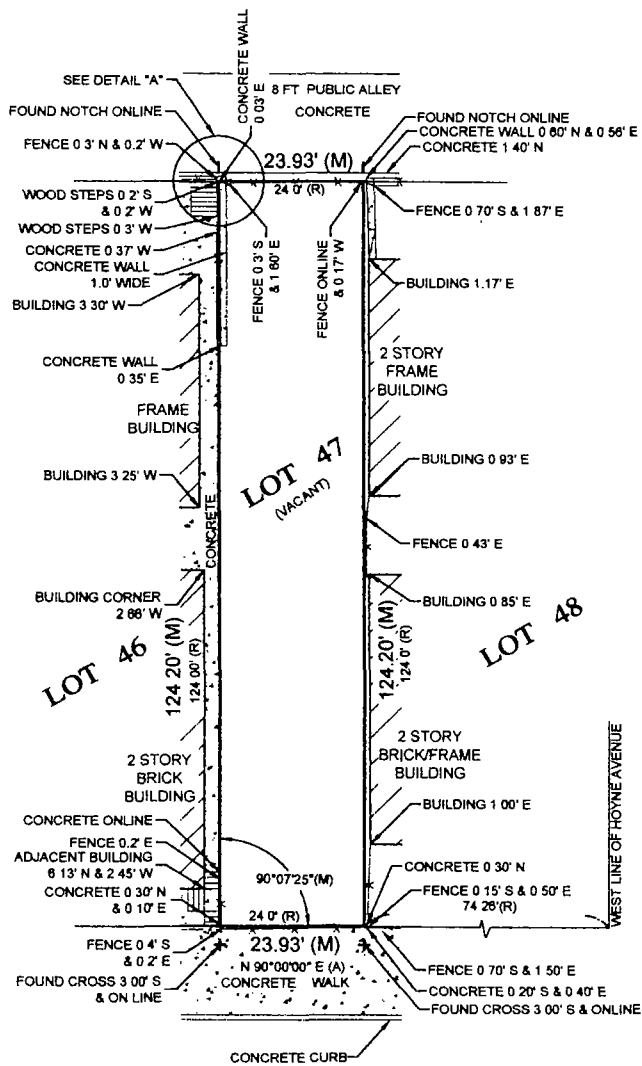 CONCRETE WALL
0 03' E
SEE DETAIL "A"
8 FT PUBLIC ALLEY
CONCRETE
FOUND NOTCH ONLINE
FOUND NOTCH ONLINE
CONCRETE WALL 0 60' N & 0 56' E
FENCE 0 3' N & 0.2' W
23.93' (M)
CONCRETE 1 40' N
24 0' (R)
WOOD STEPS 0 2' S
& 0 2' W
FENCE 0 70' S & 1 87' E
WOOD STEPS 0 3' W
CONCRETE 0 37' W
CONCRETE WALL
1.0' WIDE
FENCE 0 3' S
& 1 60' E
FENCE ONLINE
& 0 17' W
BUILDING 3 30' W
BUILDING 1.17' E
CONCRETE WALL
0 35' E
2 STORY
FRAME
BUILDING
FRAME
BUILDING
LOT 47
(VACANT)
BUILDING 3 25' W
BUILDING 0 93' E
CONCRETE
FENCE 0 43' E
BUILDING CORNER
2 66' W
BUILDING 0 85' E
LOT 46
124.20' (M)
124 00' (R)
124.20' (M)
124 0' (R)
LOT 48
2 STORY
BRICK
BUILDING
2 STORY
BRICK/FRAME
BUILDING
WEST LINE OF HOYNE AVENUE
BUILDING 1 00' E
CONCRETE ONLINE
FENCE 0.2' E
ADJACENT BUILDING
6 13' N & 2 45' W
CONCRETE 0 30' N
& 0 10' E
90°07'25"(M)
CONCRETE 0 30' N
FENCE 0 15' S & 0 50' E
74 26'(R)
24 0' (R)
23.93' (M)
N 90°00'00" E (A)
CONCRETE WALK
FENCE 0 4' S
& 0 2' E
FOUND CROSS 3 00' S
& ON LINE
FENCE 0 70' S & 1 50' E
CONCRETE 0 20' S & 0 40' E
FOUND CROSS 3 00' S & ONLINE
CONCRETE CURB